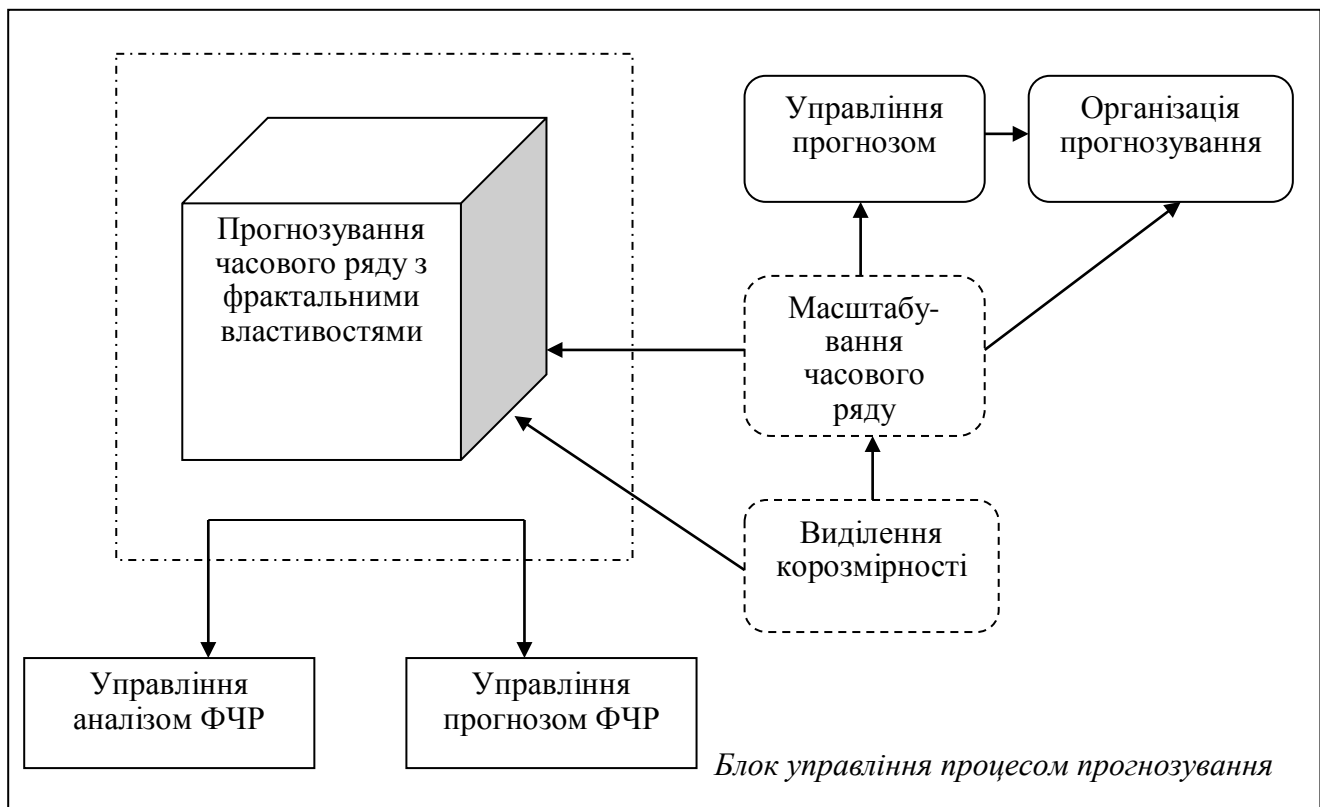 Прогнозування
часового ряду з
фрактальними
властивостями
Управління
прогнозом
Організація
прогнозування
Масштабу-
вання
часового
ряду
Виділення
корозмірності
Управління
аналізом ФЧР
Управління
прогнозом ФЧР
Блок управління процесом прогнозування